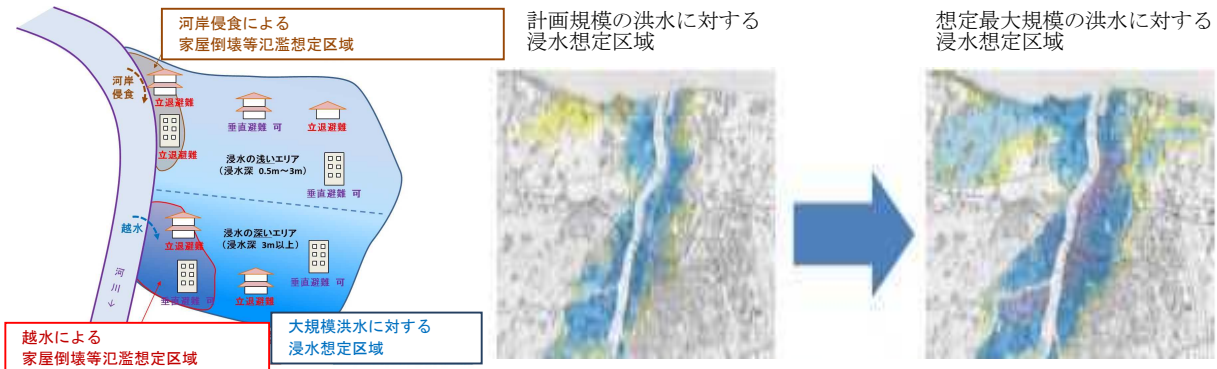 河岸侵食による
家屋倒壊等氾濫想定区域
計画規模の洪水に対する
浸水想定区域
想定最大規模の洪水に対する
浸水想定区域
河岸
侵食
立退避難
垂直避難 可
立退避難
立退避難
浸水の浅いエリア
(浸水深 0.5m~3m)
垂直避難 可
越水
立退避難
浸水の深いエリア
(浸水深 3m以上)
垂直避難 可
垂直避難 可
立退避難
河川↓
越水による
家屋倒壊等氾濫想定区域
大規模洪水に対する
浸水想定区域